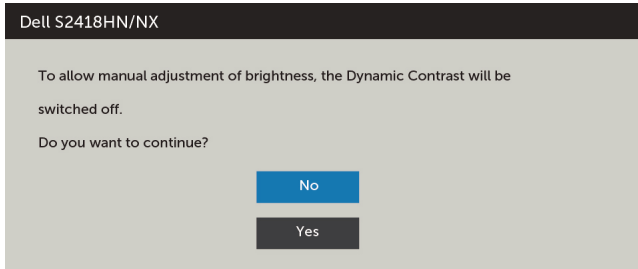 Dell S2418HN/NX
To allow manual adjustment of brightness, the Dynamic Contrast will be
switched off.
Do you want to continue?
No
Yes